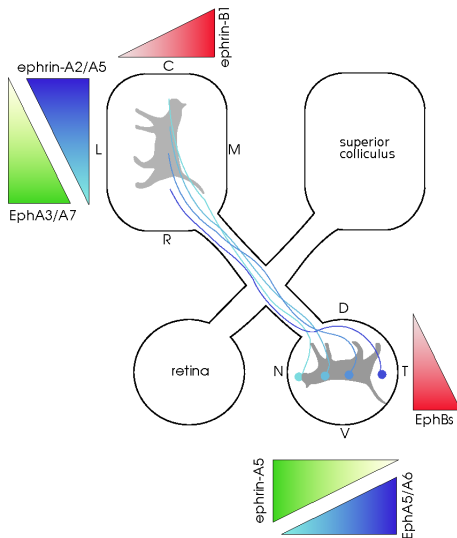 ephrin-B1
ephrin-A2/A5
C
L
M
superior
colliculus
EphA3/A7
R
D
retina
N
T
EphBs
V
ephrin-A5
EphA5/A6